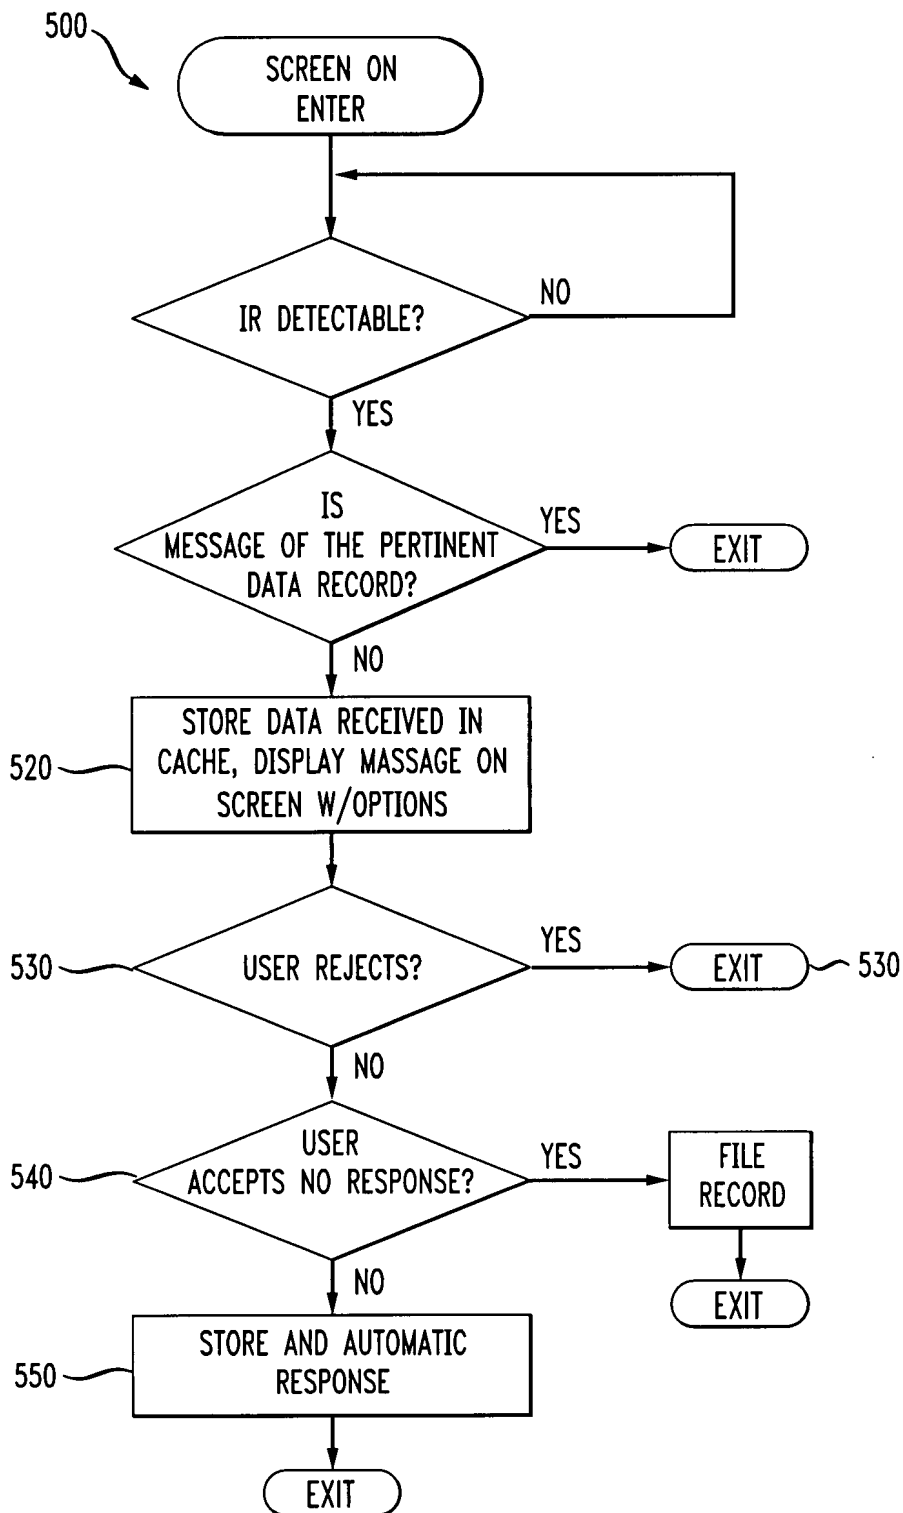 500
SCREEN ON
ENTER
IR DETECTABLE?
NO
YES
IS
MESSAGE OF THE PERTINENT
DATA RECORD?
YES
EXIT
NO
520
STORE DATA RECEIVED IN
CACHE, DISPLAY MASSAGE ON
SCREEN W/OPTIONS
530
USER REJECTS?
YES
EXIT
530
NO
540
USER
ACCEPTS NO RESPONSE?
YES
FILE
RECORD
EXIT
NO
550
STORE AND AUTOMATIC
RESPONSE
EXIT